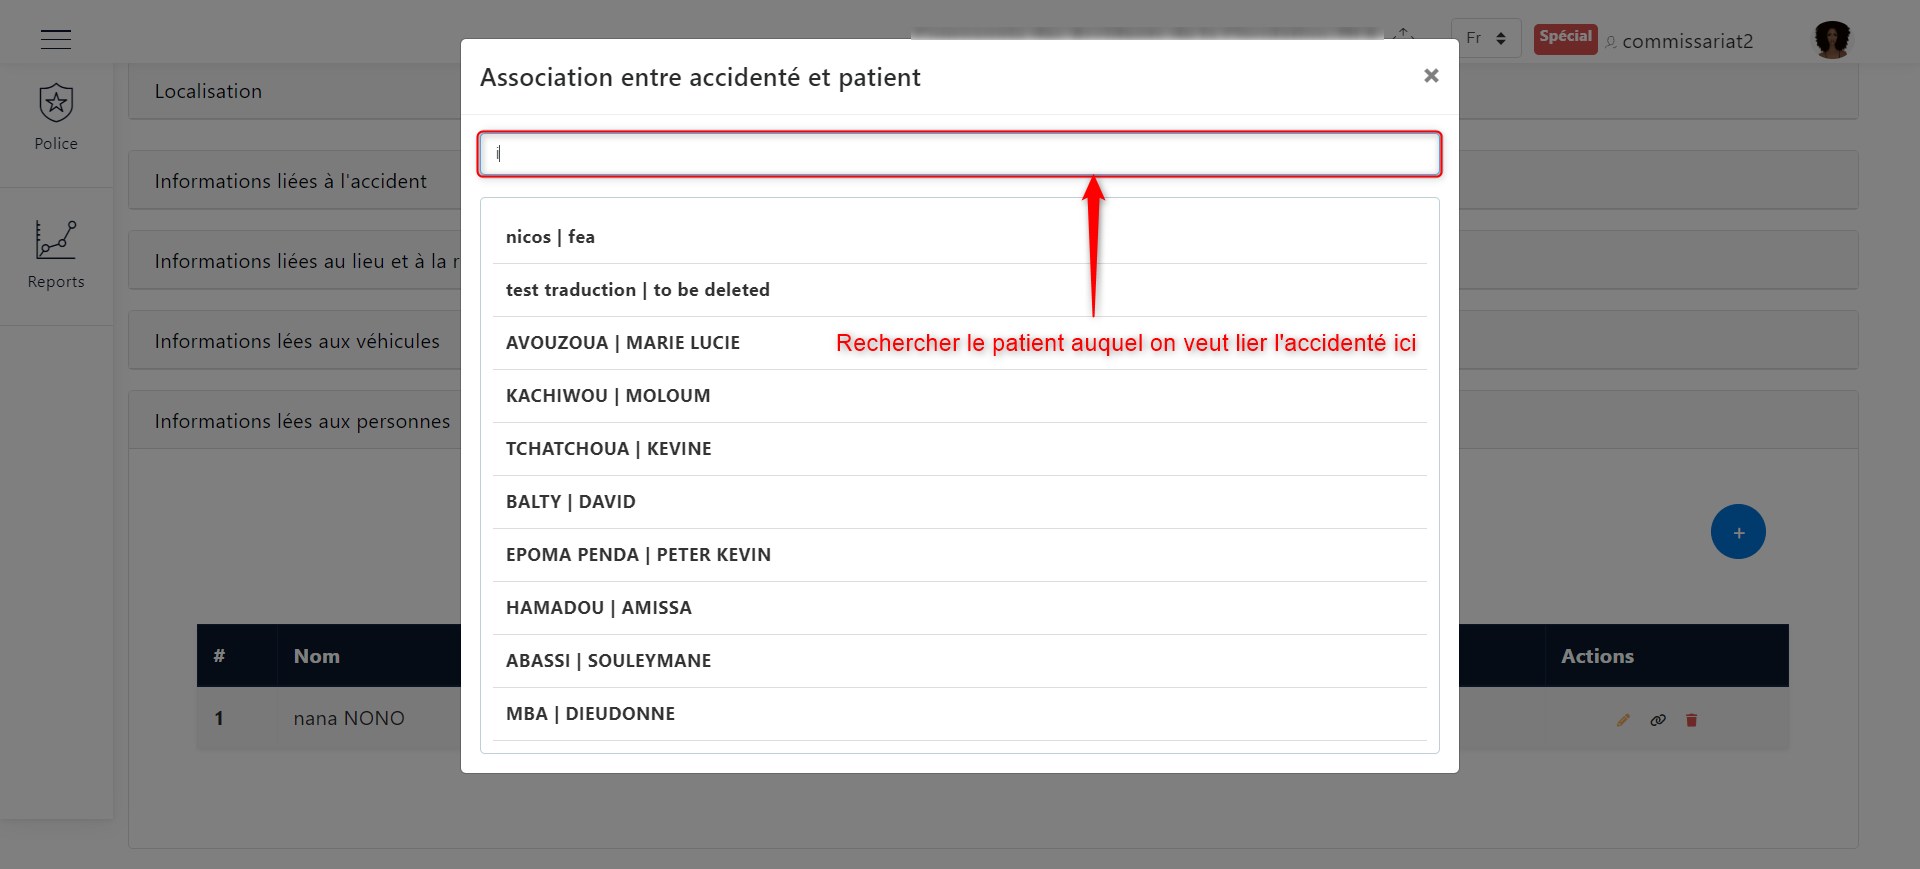 Fr
Spécial
commissariat2
Police
Reports
Localisation
Informations liées à l'accident
Informations liées au lieu et à la r
Informations lées aux véhicules
Informations lées aux personnes
+
# Nom Actions
1 nana NONO
Association entre accidenté et patient
×
i
nicos | fea
test traduction | to be deleted
AVOUZOUA | MARIE LUCIE
Rechercher le patient auquel on veut lier l'accidenté ici
KACHIWOU | MOLOUM
TCHATCHOUA | KEVINE
BALTY | DAVID
EPOMA PENDA | PETER KEVIN
HAMADOU | AMISSA
ABASSI | SOULEYMANE
MBA | DIEUDONNE